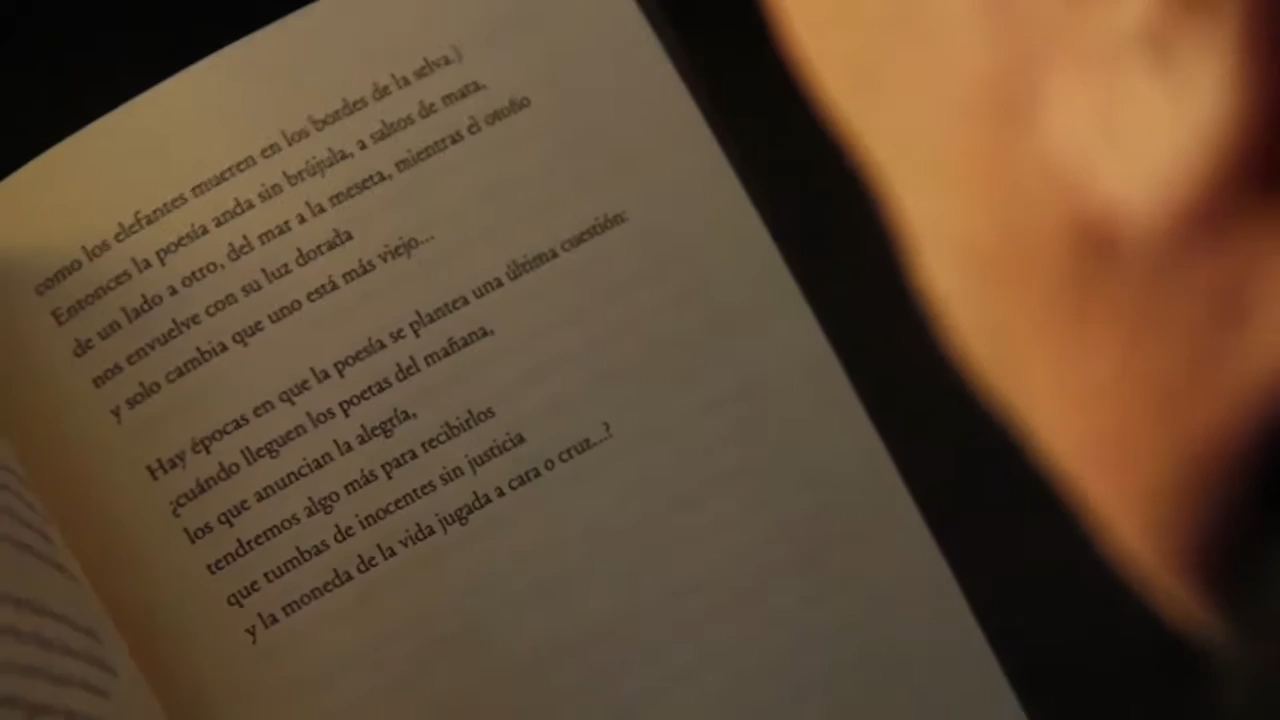 como los elefantes mueren en los bordes de la selva.)
Entonces la poesía anda sin brújula, a saltos de mata,
de un lado a otro, del mar a la meseta, mientras el otoño
nos envuelve con su luz dorada
y solo cambia que uno está más viejo...
Hay épocas en que la poesía se plantea una última cuestión:
¿cuándo lleguen los poetas del mañana,
los que anuncian la alegría,
tendremos algo más para recibirlos
que tumbas de inocentes sin justicia
y la moneda de la vida jugada a cara o cruz...?